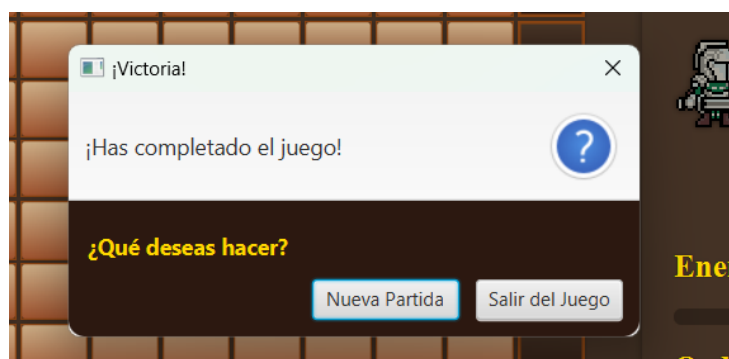 ¡Victoria!
¡Has completado el juego!
?
¿Qué deseas hacer?
Nueva Partida
Salir del Juego